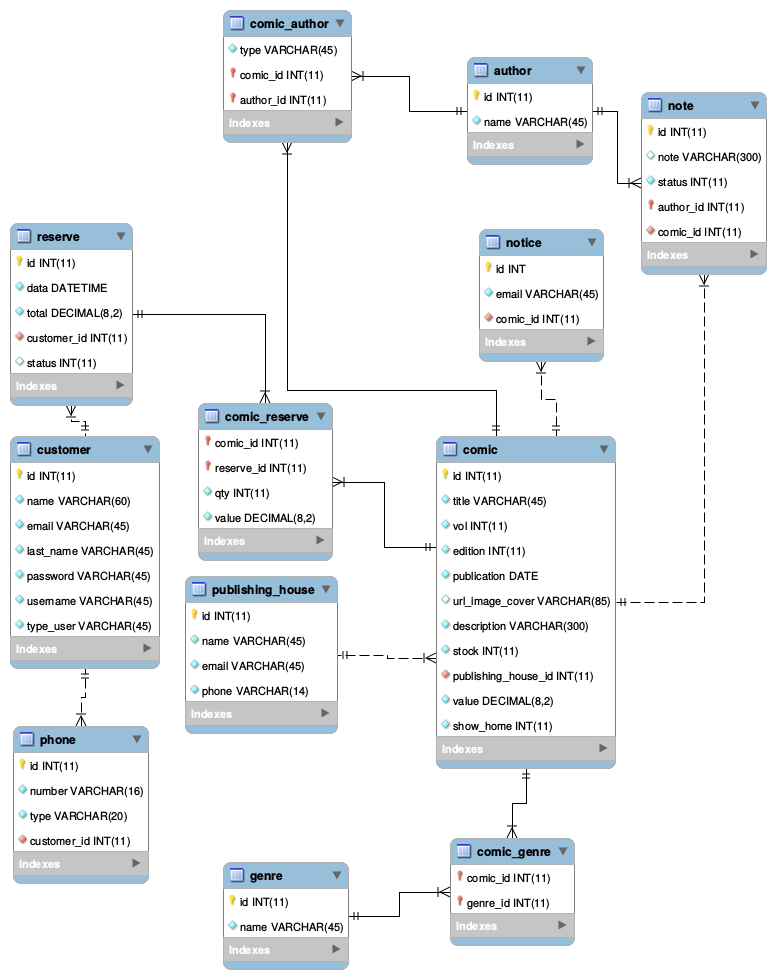 comic_author
type VARCHAR(45)
comic_id INT(11)
author_id INT(11)
Indexes
author
id INT(11)
name VARCHAR(45)
Indexes
note
id INT(11)
note VARCHAR(300)
status INT(11)
author_id INT(11)
comic_id INT(11)
Indexes
reserve
id INT(11)
data DATETIME
total DECIMAL(8,2)
customer_id INT(11)
status INT(11)
Indexes
notice
id INT
email VARCHAR(45)
comic_id INT(11)
Indexes
comic_reserve
comic_id INT(11)
reserve_id INT(11)
qty INT(11)
value DECIMAL(8,2)
Indexes
customer
id INT(11)
name VARCHAR(60)
email VARCHAR(45)
last_name VARCHAR(45)
password VARCHAR(45)
username VARCHAR(45)
type_user VARCHAR(45)
Indexes
comic
id INT(11)
title VARCHAR(45)
vol INT(11)
edition INT(11)
publication DATE
url_image_cover VARCHAR(85)
description VARCHAR(300)
stock INT(11)
publishing_house_id INT(11)
value DECIMAL(8,2)
show_home INT(11)
Indexes
publishing_house
id INT(11)
name VARCHAR(45)
email VARCHAR(45)
phone VARCHAR(14)
Indexes
phone
id INT(11)
number VARCHAR(16)
type VARCHAR(20)
customer_id INT(11)
Indexes
genre
id INT(11)
name VARCHAR(45)
Indexes
comic_genre
comic_id INT(11)
genre_id INT(11)
Indexes